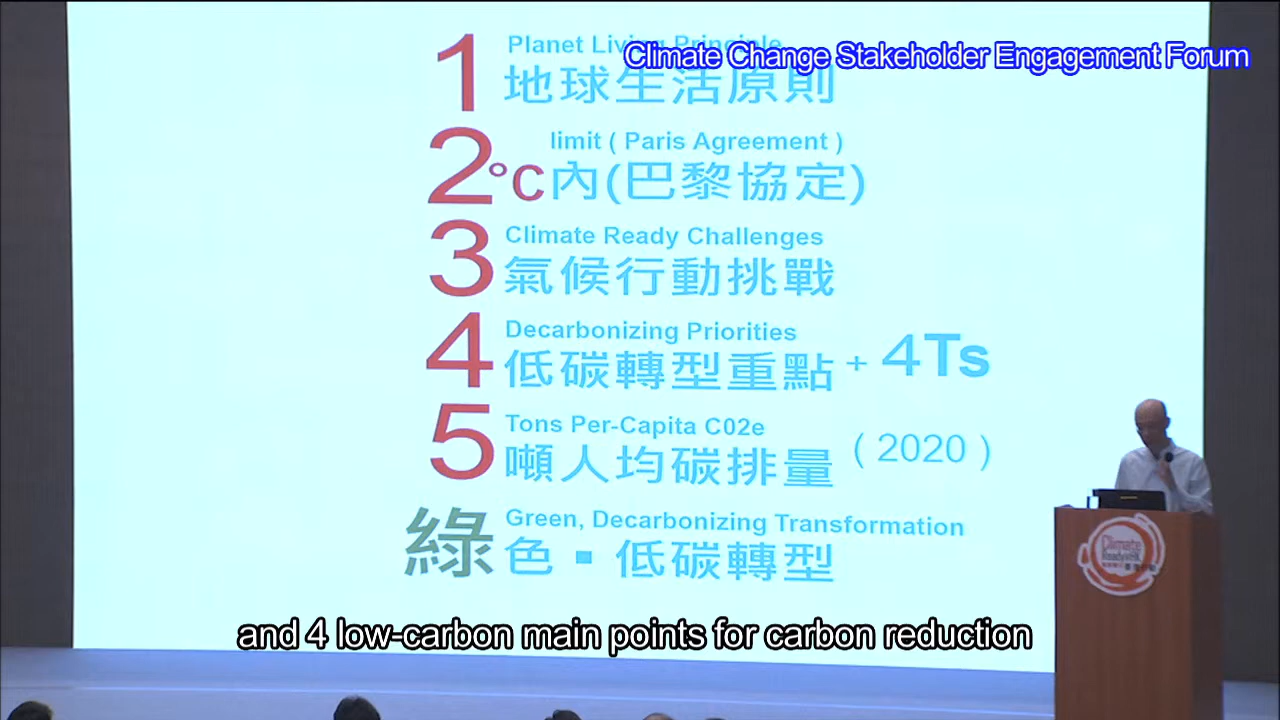 Climate Change Stakeholder Engagement Forum
1 Planet Living Principle
地球生活原則
2°C limit ( Paris Agreement )
內(巴黎協定)
3 Climate Ready Challenges
氣候行動挑戰
4 Decarbonizing Priorities
低碳轉型重點 + 4Ts
5 Tons Per-Capita C02e
噸人均碳排量 ( 2020 )
Green, Decarbonizing Transformation
綠色▪低碳轉型
Climate
and 4 low-carbon main points for carbon reduction